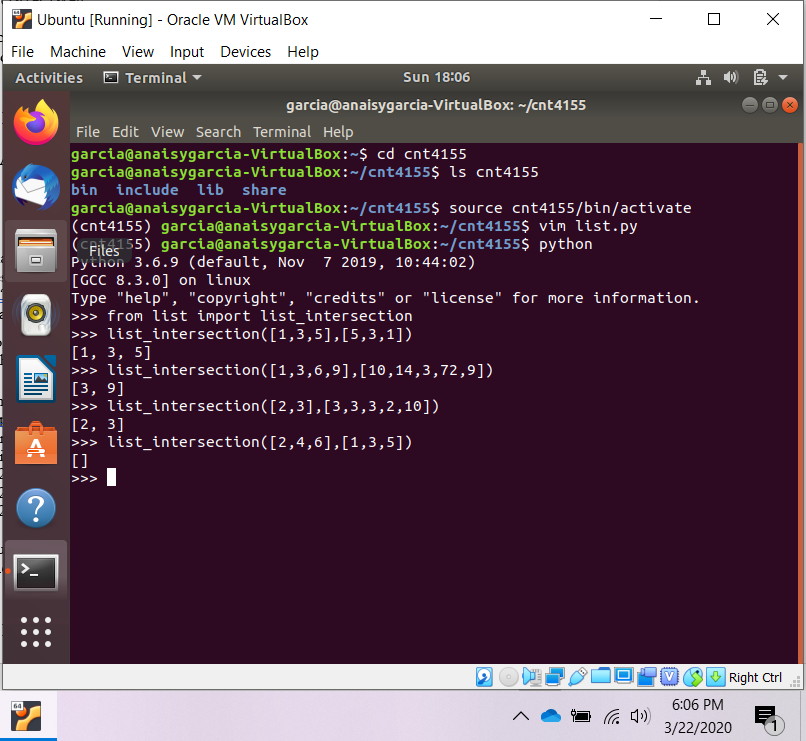 Ubuntu [Running] - Oracle VM VirtualBox
File Machine View Input Devices Help
Activities Terminal Sun 18:06
garcia@anaisygarcia-VirtualBox: ~/cnt4155
File Edit View Search Terminal Help
garcia@anaisygarcia-VirtualBox:~$ cd cnt4155
garcia@anaisygarcia-VirtualBox:~/cnt4155$ ls cnt4155
bin include lib share
garcia@anaisygarcia-VirtualBox:~/cnt4155$ source cnt4155/bin/activate
(cnt4155) garcia@anaisygarcia-VirtualBox:~/cnt4155$ vim list.py
(cnt4155) garcia@anaisygarcia-VirtualBox:~/cnt4155$ python
Files
Python 3.6.9 (default, Nov  7 2019, 10:44:02)
[GCC 8.3.0] on linux
Type "help", "copyright", "credits" or "license" for more information.
>>> from list import list_intersection
>>> list_intersection([1,3,5],[5,3,1])
[1, 3, 5]
>>> list_intersection([1,3,6,9],[10,14,3,72,9])
[3, 9]
>>> list_intersection([2,3],[3,3,3,2,10])
[2, 3]
>>> list_intersection([2,4,6],[1,3,5])
[]
>>>
Right Ctrl
64
6:06 PM
3/22/2020
1